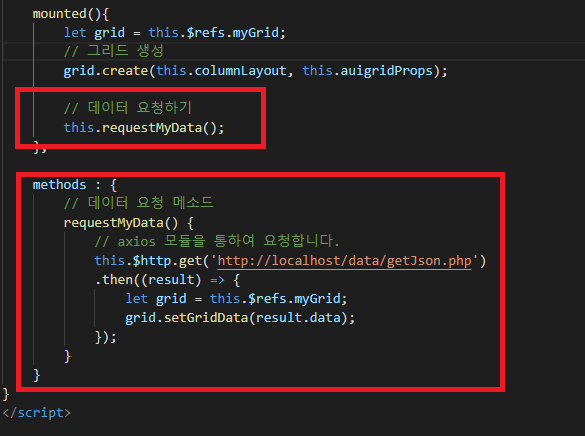 mounted(){
let grid = this.$refs.myGrid;
// 그리드 생성
grid.create(this.columnLayout, this.auigridProps);
// 데이터 요청하기
this.requestMyData();
},
methods : {
// 데이터 요청 메소드
requestMyData() {
// axios 모듈을 통하여 요청합니다.
this.$http.get('http://localhost/data/getJson.php')
.then((result) => {
let grid = this.$refs.myGrid;
grid.setGridData(result.data);
});
}
}
}
</script>